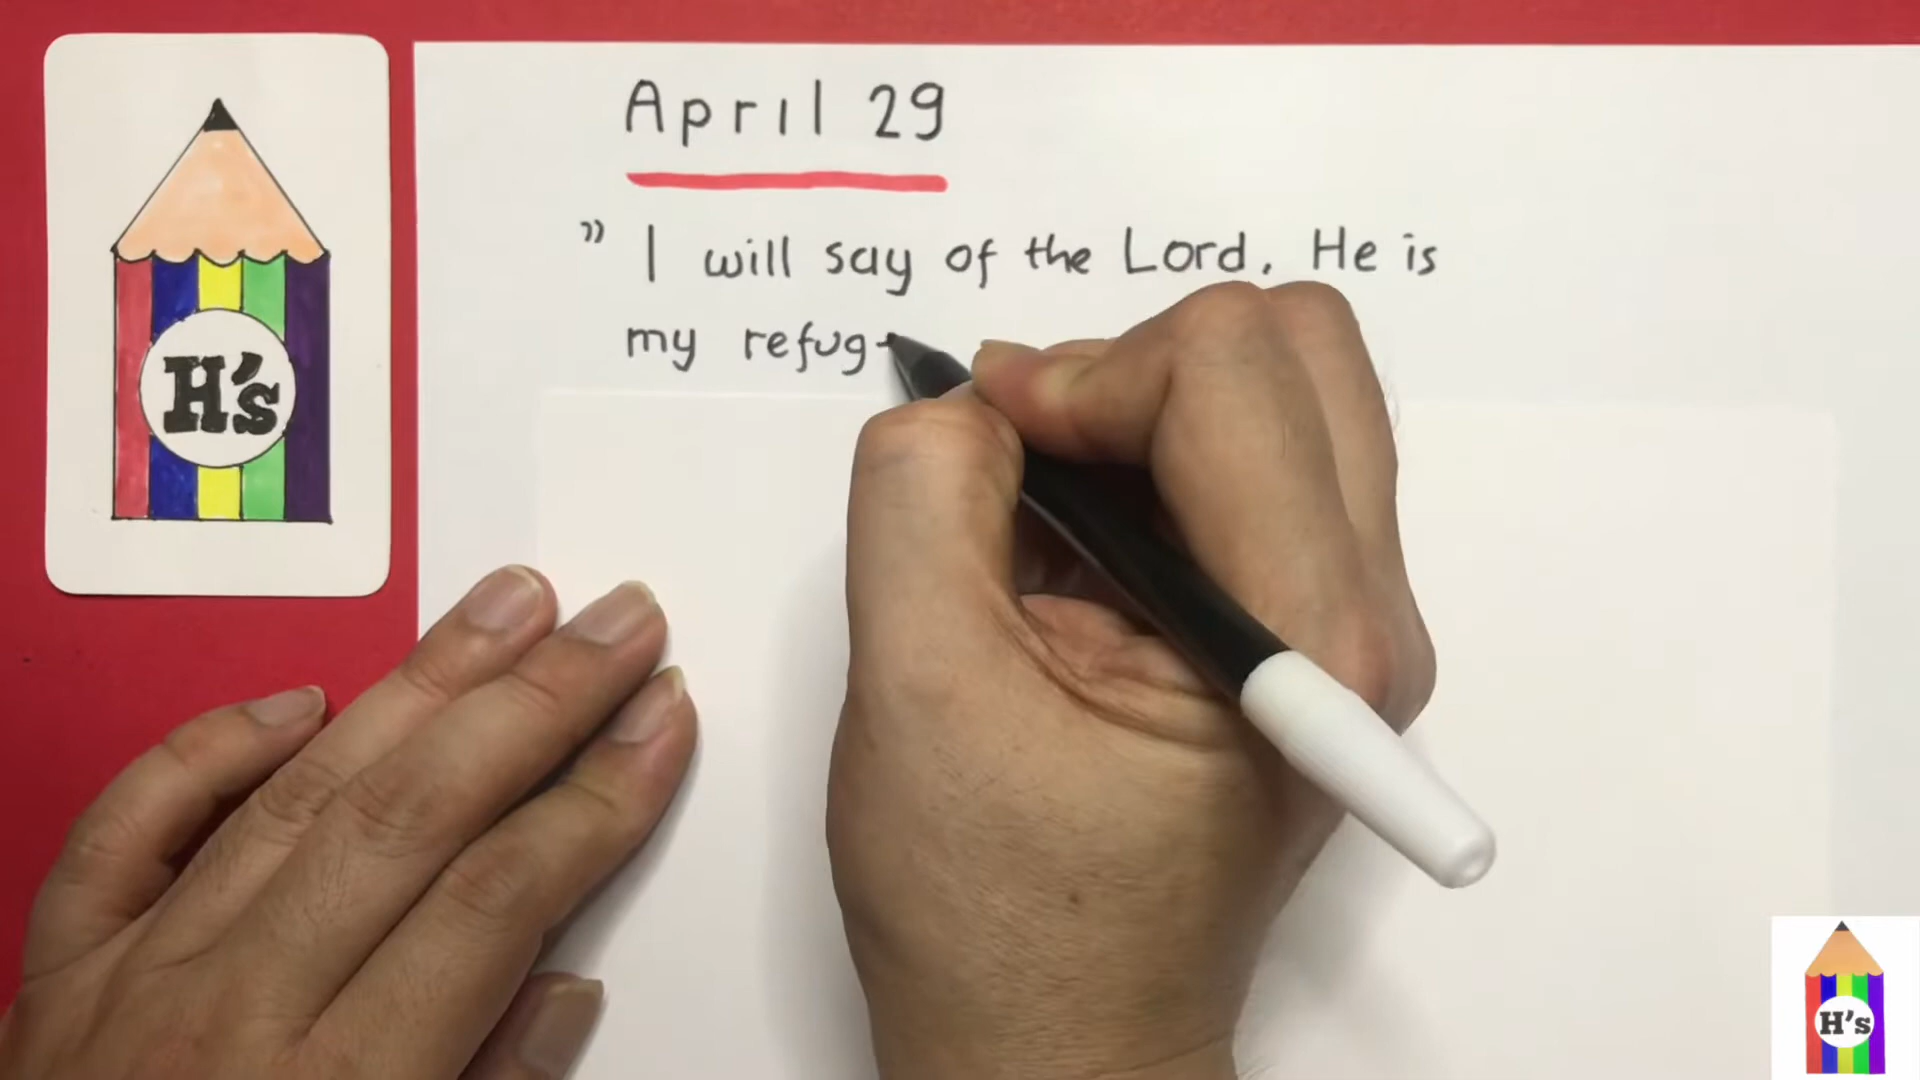 H's
April 29
" I will say of the Lord, He is
my refug
H's